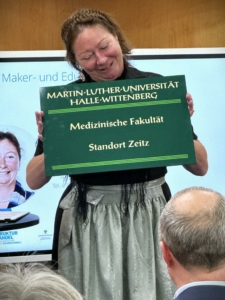 Maker- und Edu
MARTIN-LUTHER-UNIVERSITÄT
HALLE-WITTENBERG
Medizinische Fakultät
Standort Zeitz